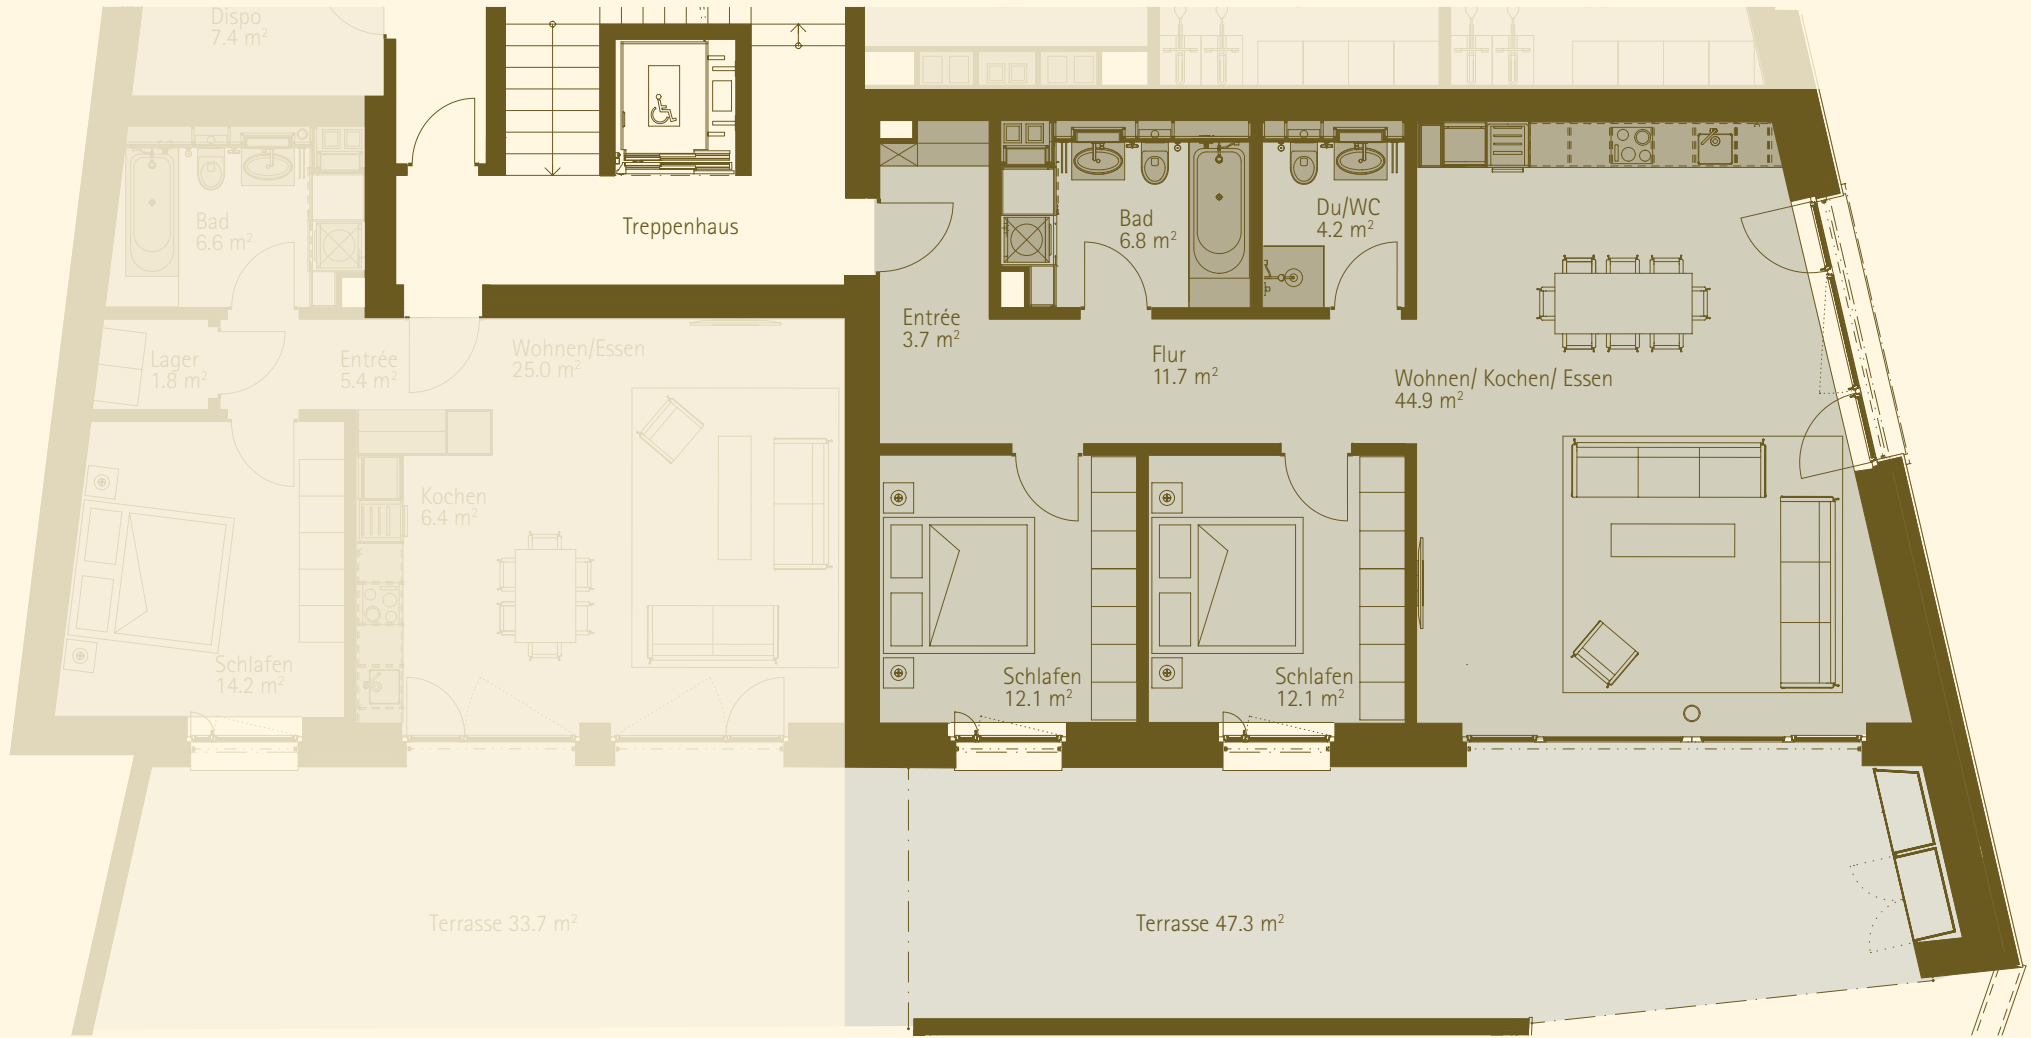 Dispo
7.4 m²
Bad
6.6 m²
Treppenhaus
Bad
6.8 m²
Du/WC
4.2 m²
Lager
1.8 m²
Entrée
5.4 m²
Wohnen/Essen
25.0 m²
Entrée
3.7 m²
Flur
11.7 m²
Wohnen/ Kochen/ Essen
44.9 m²
Kochen
6.4 m²
Schlafen
14.2 m²
Schlafen
12.1 m²
Schlafen
12.1 m²
Terrasse 33.7 m²
Terrasse 47.3 m²